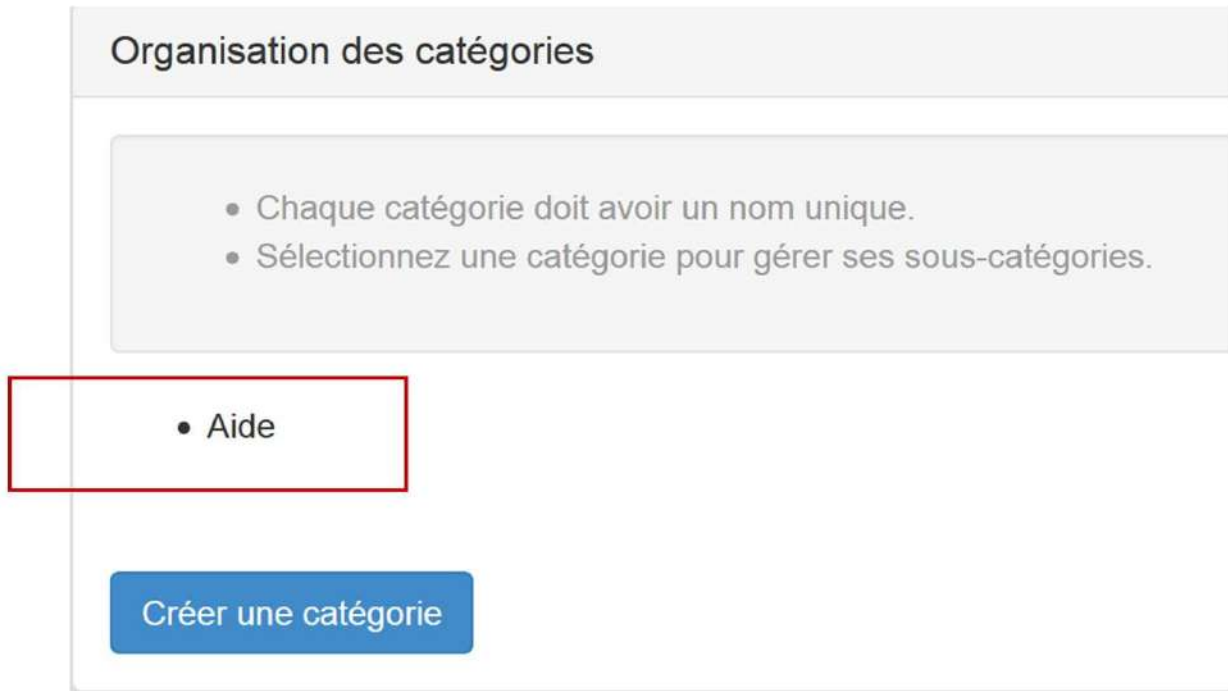 Organisation des catégories
• Chaque catégorie doit avoir un nom unique.
• Sélectionnez une catégorie pour gérer ses sous-catégories.
• Aide
Créer une catégorie